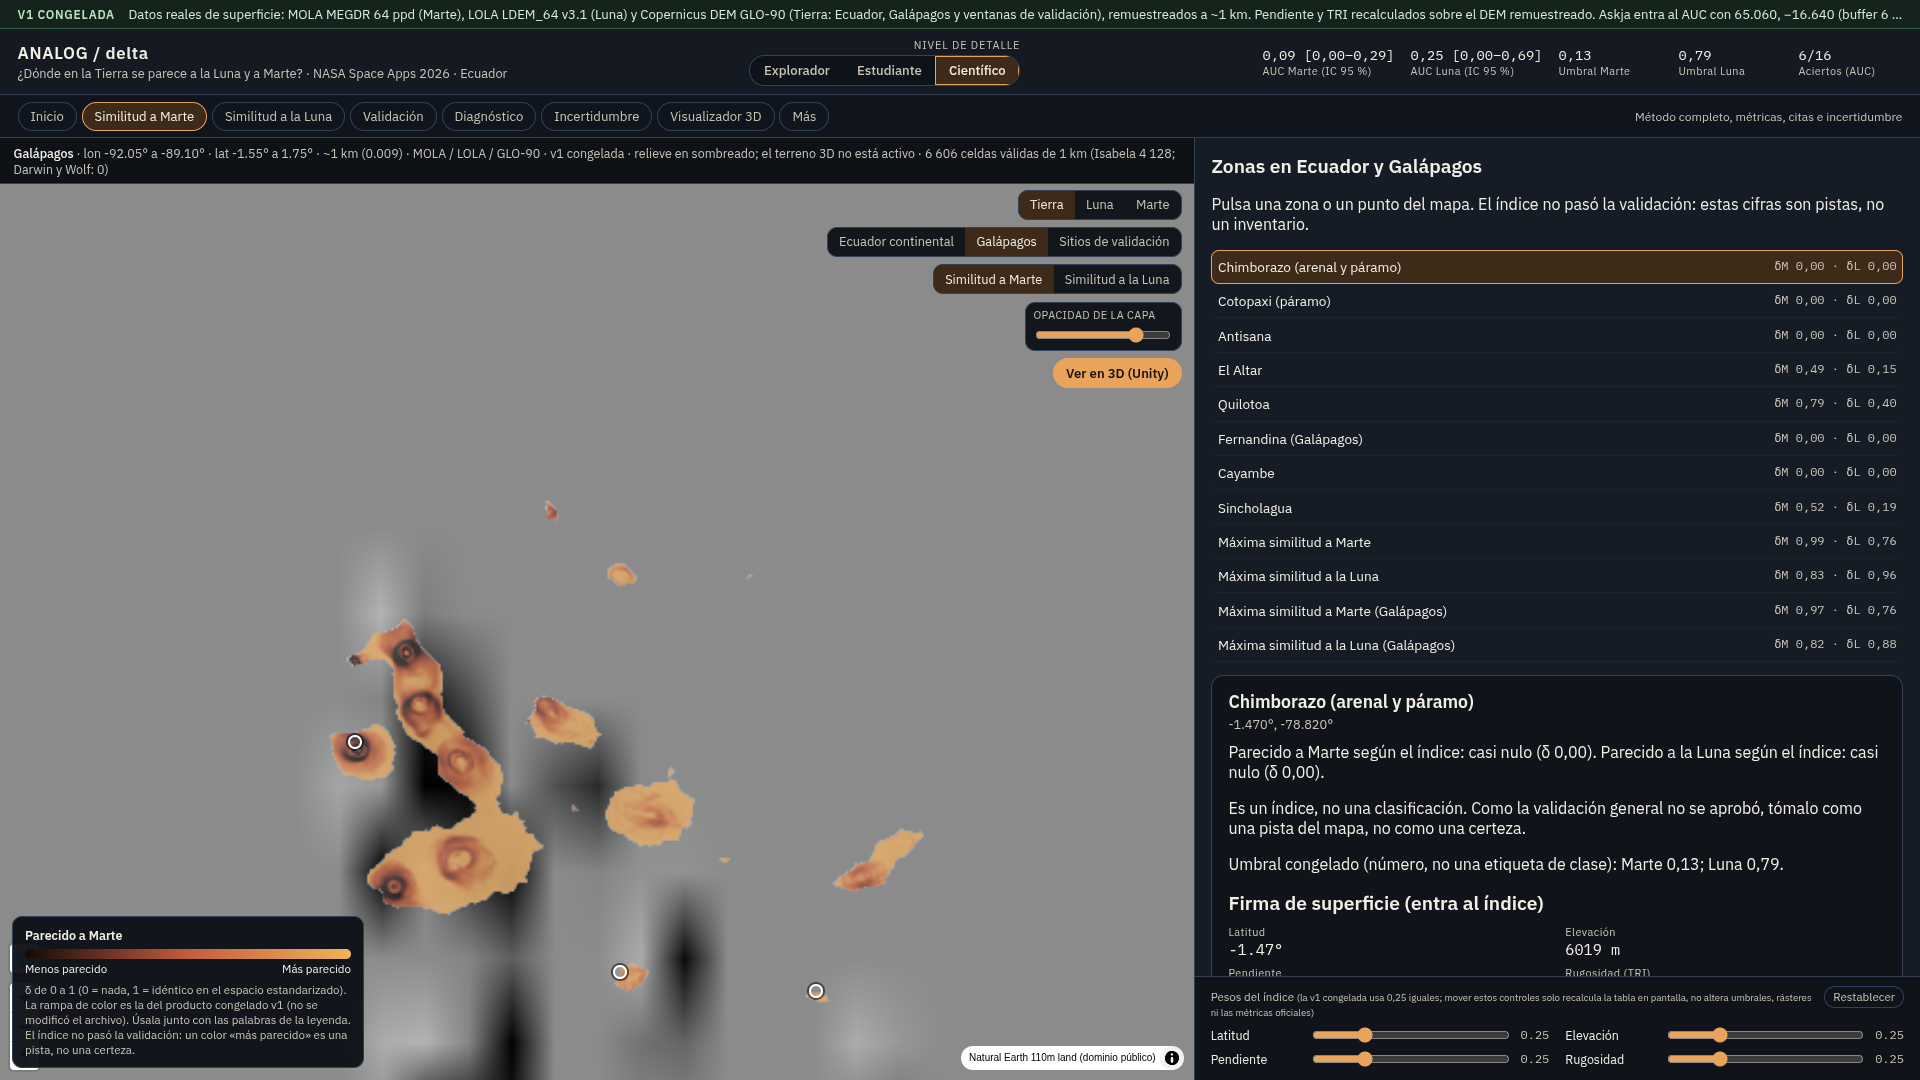 V1 CONGELADA Datos reales de superficie: MOLA MEGDR 64 ppd (Marte), LOLA LDEM_64 v3.1 (Luna) y Copernicus DEM GLO-90 (Tierra: Ecuador, Galápagos y ventanas de validación), remuestreados a ~1 km. Pendiente y TRI recalculados sobre el DEM remuestreado. Askja entra al AUC con 65.060, −16.640 (buffer 6 ...
ANALOG / delta
¿Dónde en la Tierra se parece a la Luna y a Marte? · NASA Space Apps 2026 · Ecuador
NIVEL DE DETALLE
Explorador Estudiante Científico
0,09 [0,00–0,29] 0,25 [0,00–0,69] 0,13 0,79 6/16
AUC Marte (IC 95 %) AUC Luna (IC 95 %) Umbral Marte Umbral Luna Aciertos (AUC)
Inicio Similitud a Marte Similitud a la Luna Validación Diagnóstico Incertidumbre Visualizador 3D Más
Método completo, métricas, citas e incertidumbre
Galápagos · lon -92.05° a -89.10° · lat -1.55° a 1.75° · ~1 km (0.009) · MOLA / LOLA / GLO-90 · v1 congelada · relieve en sombreado; el terreno 3D no está activo · 6 606 celdas válidas de 1 km (Isabela 4 128;
Darwin y Wolf: 0)
Tierra Luna Marte
Ecuador continental Galápagos Sitios de validación
Similitud a Marte Similitud a la Luna
OPACIDAD DE LA CAPA
Ver en 3D (Unity)
Parecido a Marte
Menos parecido Más parecido
δ de 0 a 1 (0 = nada, 1 = idéntico en el espacio estandarizado).
La rampa de color es la del producto congelado v1 (no se
modificó el archivo). Úsala junto con las palabras de la leyenda.
El índice no pasó la validación: un color «más parecido» es una
pista, no una certeza.
Natural Earth 110m land (dominio público)
Zonas en Ecuador y Galápagos
Pulsa una zona o un punto del mapa. El índice no pasó la validación: estas cifras son pistas, no
un inventario.
Chimborazo (arenal y páramo) δM 0,00 · δL 0,00
Cotopaxi (páramo) δM 0,00 · δL 0,00
Antisana δM 0,00 · δL 0,00
El Altar δM 0,49 · δL 0,15
Quilotoa δM 0,79 · δL 0,40
Fernandina (Galápagos) δM 0,00 · δL 0,00
Cayambe δM 0,00 · δL 0,00
Sincholagua δM 0,52 · δL 0,19
Máxima similitud a Marte δM 0,99 · δL 0,76
Máxima similitud a la Luna δM 0,83 · δL 0,96
Máxima similitud a Marte (Galápagos) δM 0,97 · δL 0,76
Máxima similitud a la Luna (Galápagos) δM 0,82 · δL 0,88
Chimborazo (arenal y páramo)
-1.470°, -78.820°
Parecido a Marte según el índice: casi nulo (δ 0,00). Parecido a la Luna según el índice: casi
nulo (δ 0,00).
Es un índice, no una clasificación. Como la validación general no se aprobó, tómalo como
una pista del mapa, no como una certeza.
Umbral congelado (número, no una etiqueta de clase): Marte 0,13; Luna 0,79.
Firma de superficie (entra al índice)
Latitud Elevación
-1.47° 6019 m
Pendiente Rugosidad (TRI)
Pesos del índice (la v1 congelada usa 0,25 iguales; mover estos controles solo recalcula la tabla en pantalla, no altera umbrales, rásteres
ni las métricas oficiales)
Restablecer
Latitud 0.25 Elevación 0.25
Pendiente 0.25 Rugosidad 0.25